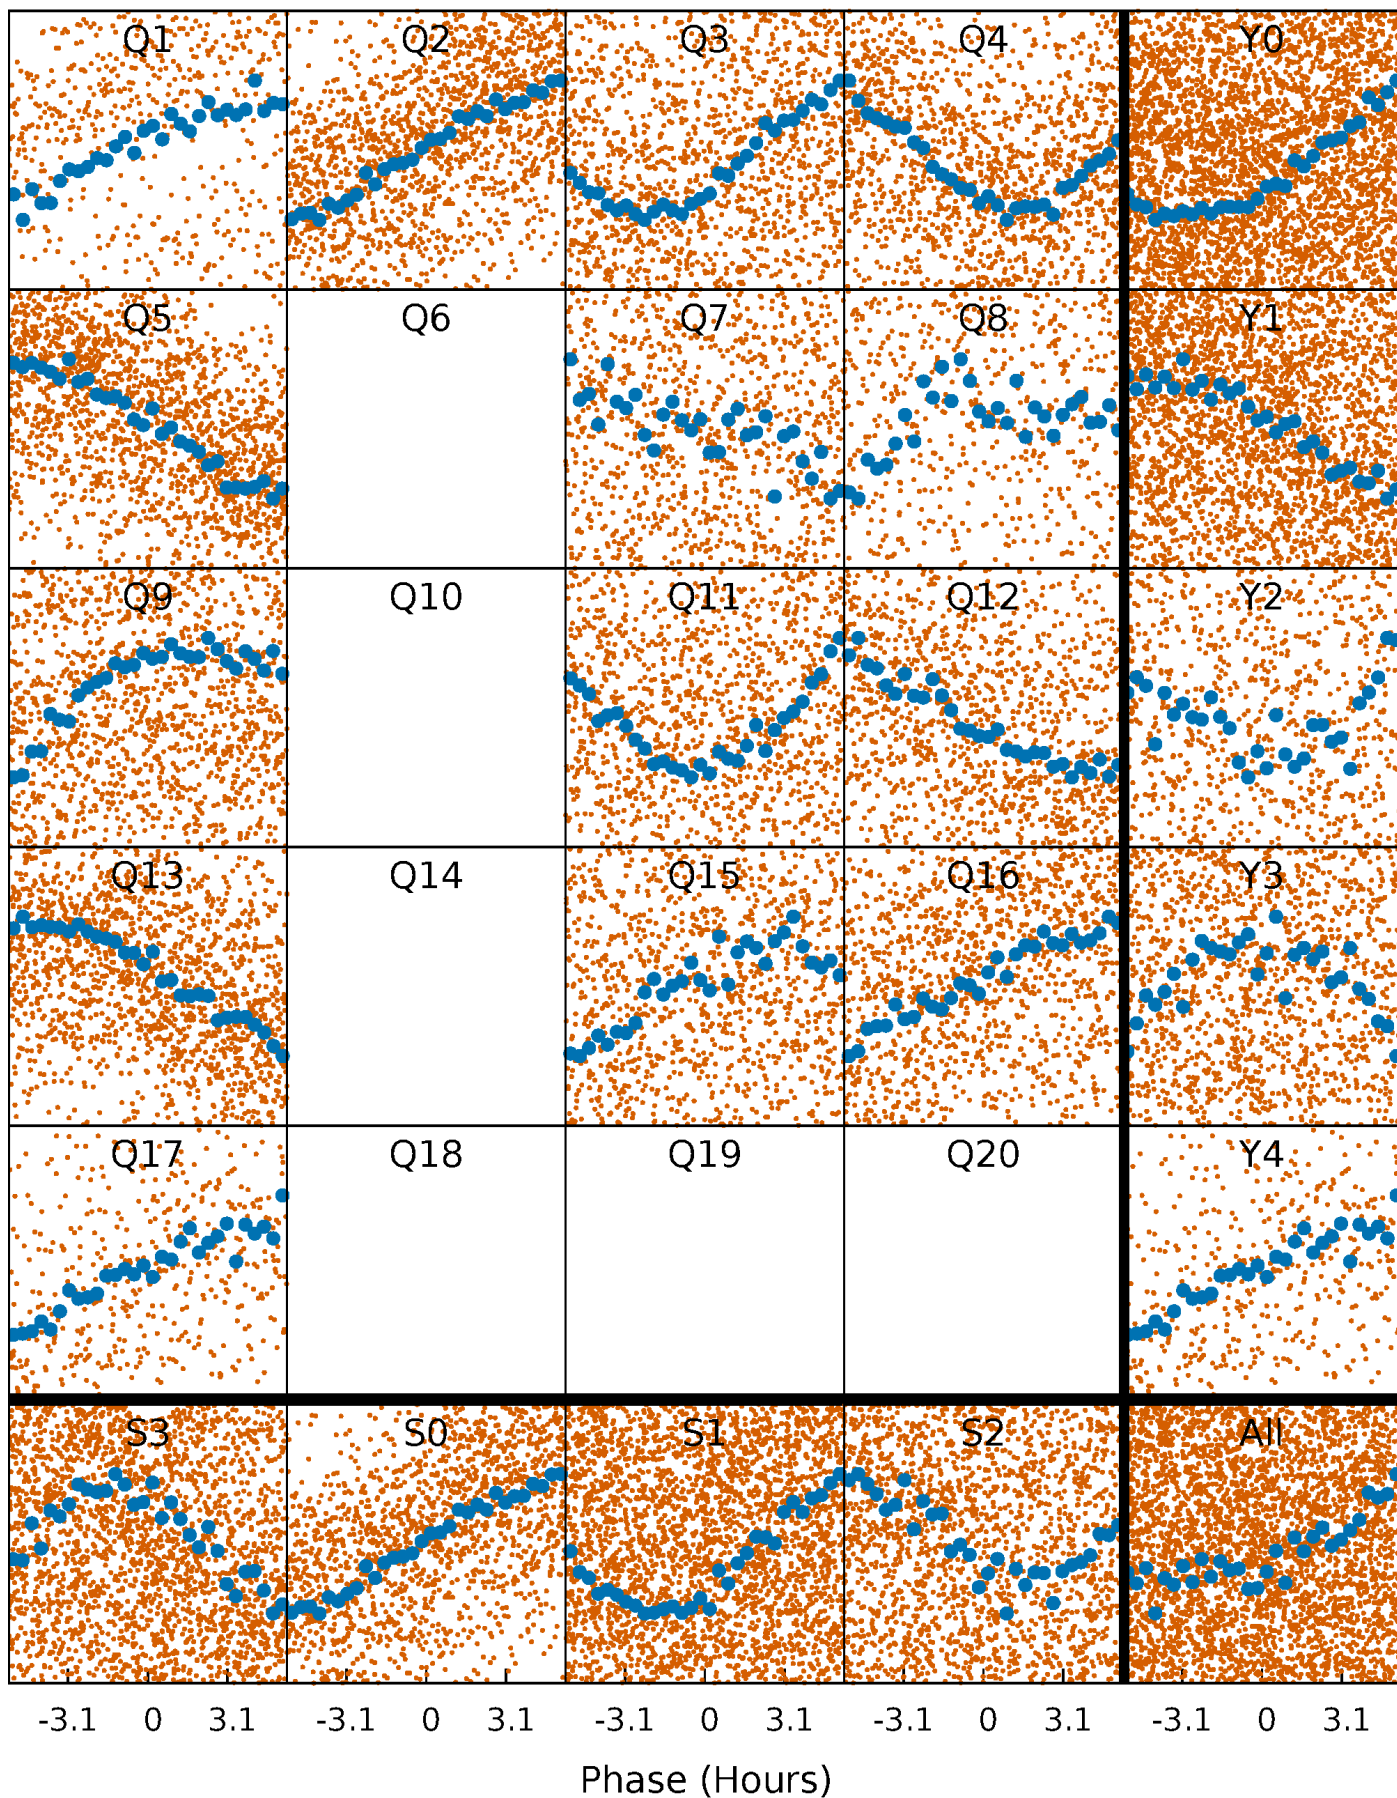 Q1 Q2 Q3 Q4 Y0
Q5 Q6 Q7 Q8 Y1
Q9 Q10 Q11 Q12 Y2
Q13 Q14 Q15 Q16 Y3
Q17 Q18 Q19 Q20 Y4
S3 S0 S1 S2 All
-3.1 0 3.1 -3.1 0 3.1 -3.1 0 3.1 -3.1 0 3.1 -3.1 0 3.1
Phase (Hours)